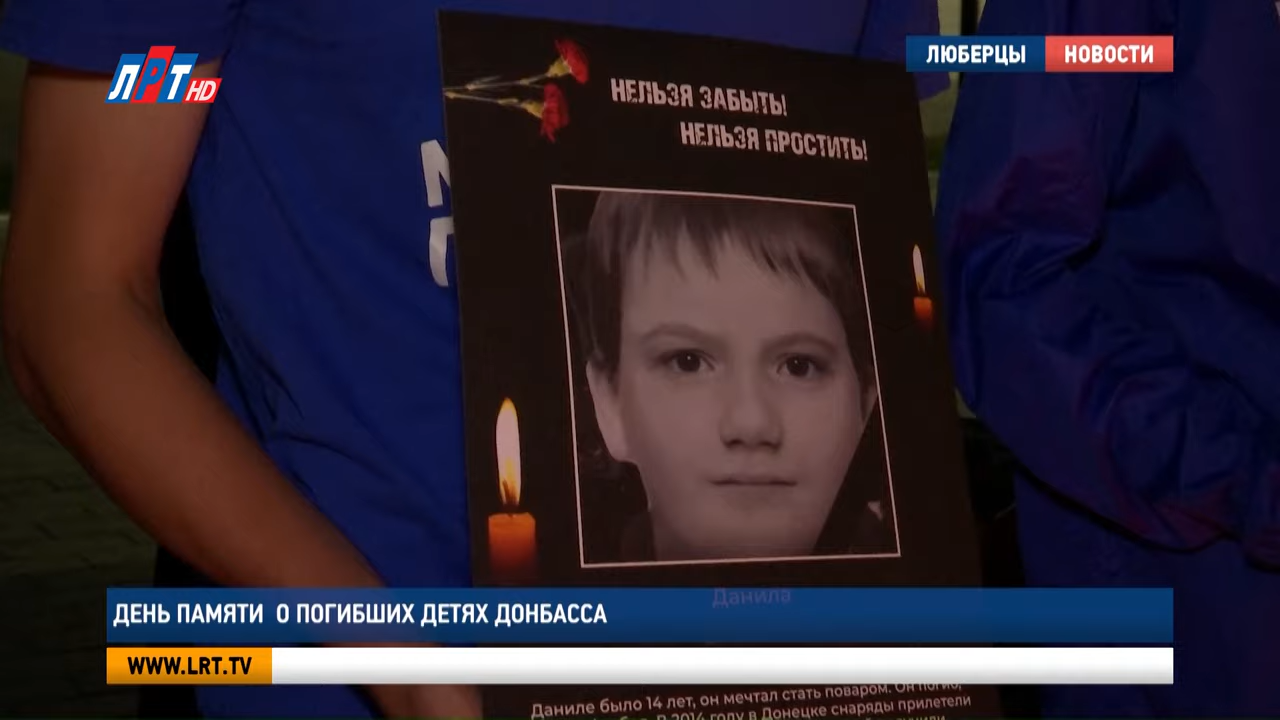 ЛРТ HD
ЛЮБЕРЦЫ НОВОСТИ
НЕЛЬЗЯ ЗАБЫТЬ!
НЕЛЬЗЯ ПРОСТИТЬ!
Данила
ДЕНЬ ПАМЯТИ О ПОГИБШИХ ДЕТЯХ ДОНБАССА
WWW.LRT.TV
Даниле было 14 лет, он мечтал стать поваром. Он погиб,
2014 году в Донецке снаряды прилетели